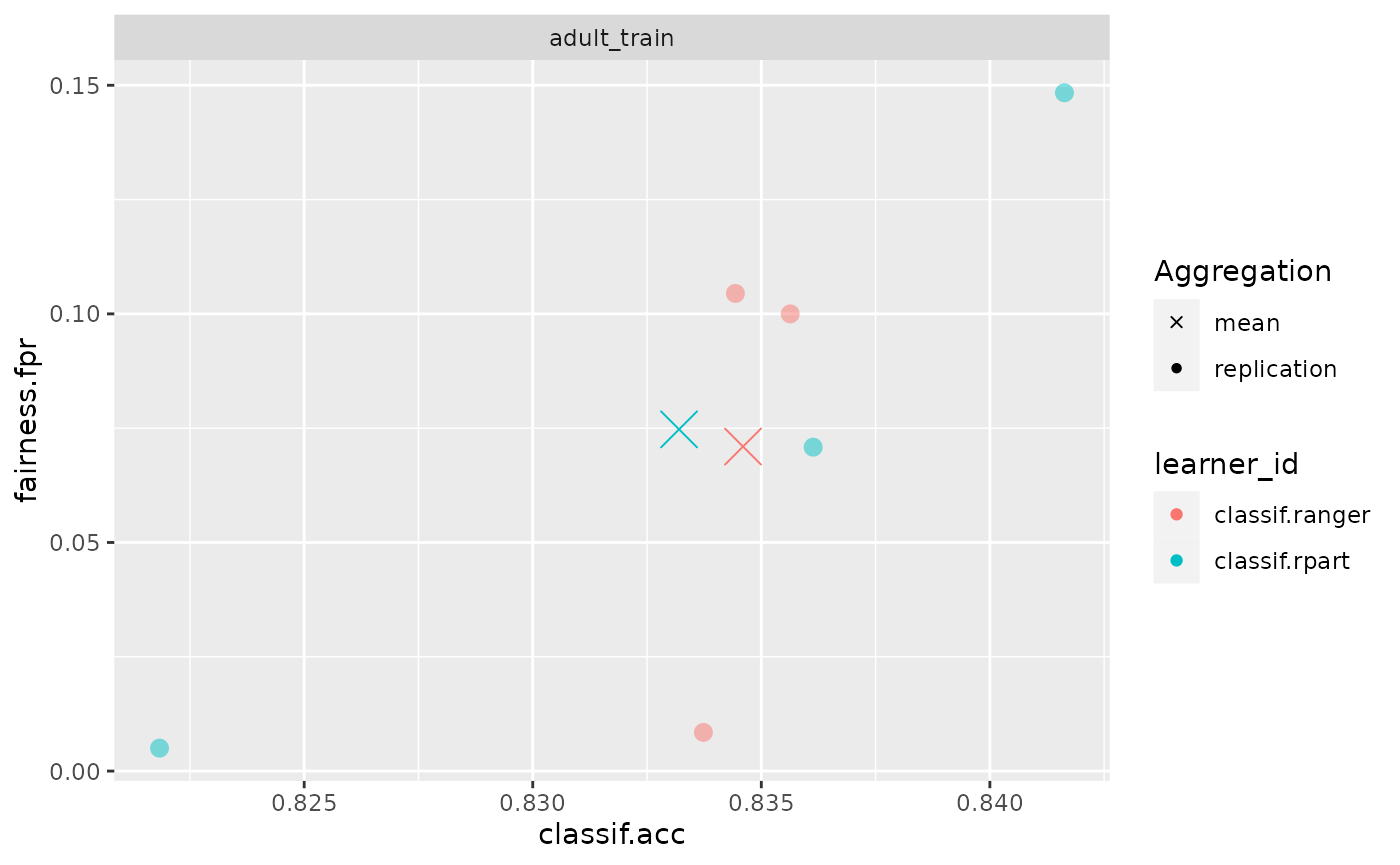 adult_train
0.15
0.10
0.05
0.00
fairness.fpr
0.825 0.830 0.835 0.840
classif.acc
Aggregation
mean
replication
learner_id
classif.ranger
classif.rpart